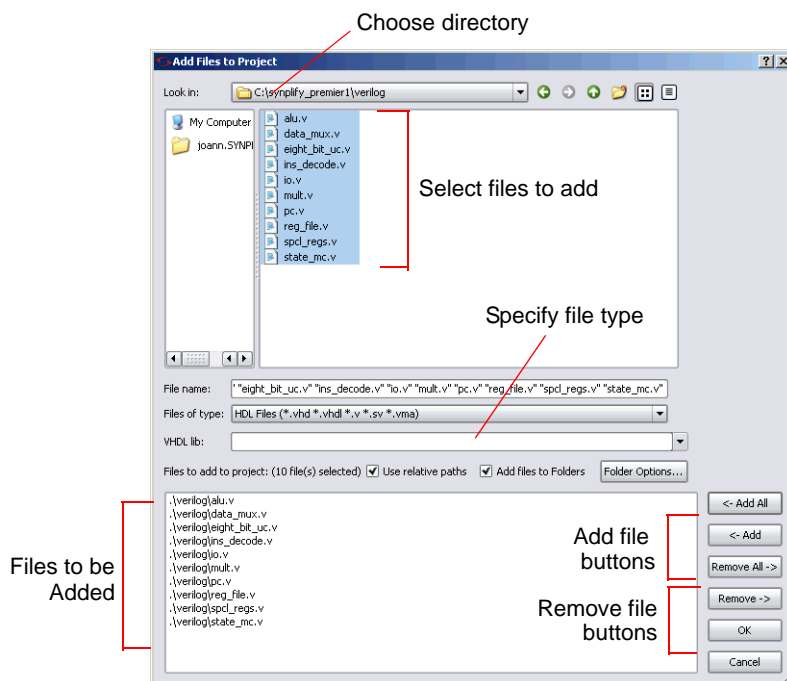 Choose directory
Add Files to Project
Look in:
C:\synplify_premier1\verilog
My Computer
joann.SYNPL
alu.v
data_mux.v
eight_bit_uc.v
ins_decode.v
io.v
mult.v
pc.v
reg_file.v
spcl_regs.v
state_mc.v
Select files to add
Specify file type
File name:
" "eight_bit_uc.v" "ins_decode.v" "io.v" "mult.v" "pc.v" "reg_file.v" "spcl_regs.v" "state_mc.v"
Files of type:
HDL Files (*.vhd *.vhdl *.v *.sv *.vma)
VHDL lib:
Files to add to project: (10 file(s) selected)
Use relative paths
Add files to Folders
Folder Options...
.\verilog\alu.v
.\verilog\data_mux.v
.\verilog\eight_bit_uc.v
.\verilog\ins_decode.v
.\verilog\io.v
.\verilog\mult.v
.\verilog\pc.v
.\verilog\reg_file.v
.\verilog\spcl_regs.v
.\verilog\state_mc.v
Files to be
Added
Add file
buttons
Remove file
buttons
<- Add All
<- Add
Remove All ->
Remove ->
OK
Cancel